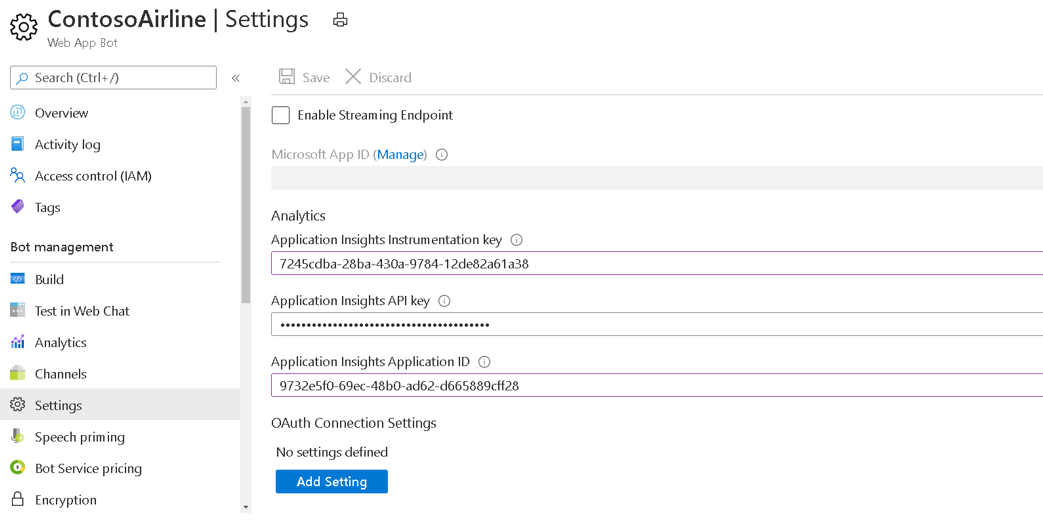 ContosoAirline | Settings
Web App Bot
Search (Ctrl+/)
«
Overview
Activity log
Access control (IAM)
Tags
Bot management
Build
Test in Web Chat
Analytics
Channels
Settings
Speech priming
Bot Service pricing
Encryption
Save
Discard
Enable Streaming Endpoint
Microsoft App ID (Manage)
Analytics
Application Insights Instrumentation key
7245cdba-28ba-430a-9784-12de82a61a38
Application Insights API key
••••••••••••••••••••••••••••••••••••••••
Application Insights Application ID
9732e5f0-69ec-48b0-ad62-d665889cff28
OAuth Connection Settings
No settings defined
Add Setting